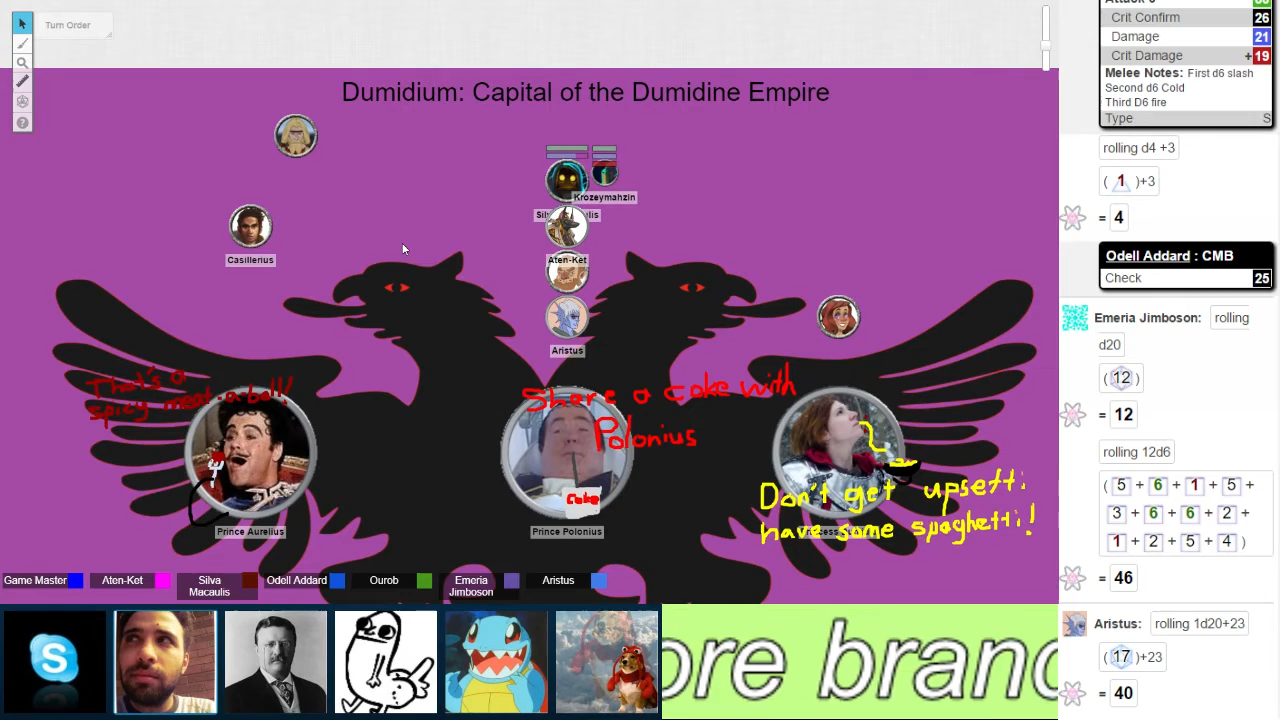 Turn Order
Dumidium: Capital of the Dumidine Empire
Krozeymahzin
Casillerius
Aten-Ket
Aristus
That's a
spicy meat-a-ball!
Share a coke with
Polonius
Coke
Don't get upsetti
have some spaghetti!
Prince Aurelius
Prince Polonius
Game Master
Aten-Ket
Silva
Macaulis
Odell Addard
Ourob
Emeria
Jimboson
Aristus
S
ore branc
Crit Confirm 26
Damage 21
Crit Damage +19
Melee Notes: First d6 slash
Second d6 Cold
Third D6 fire
Type S
rolling d4 +3
(1)+3
= 4
Odell Addard : CMB
Check 25
Emeria Jimboson: rolling
d20
(12)
= 12
rolling 12d6
(5+6+1+5+
3+6+6+2+
1+2+5+4)
= 46
Aristus: rolling 1d20+23
(17)+23
= 40